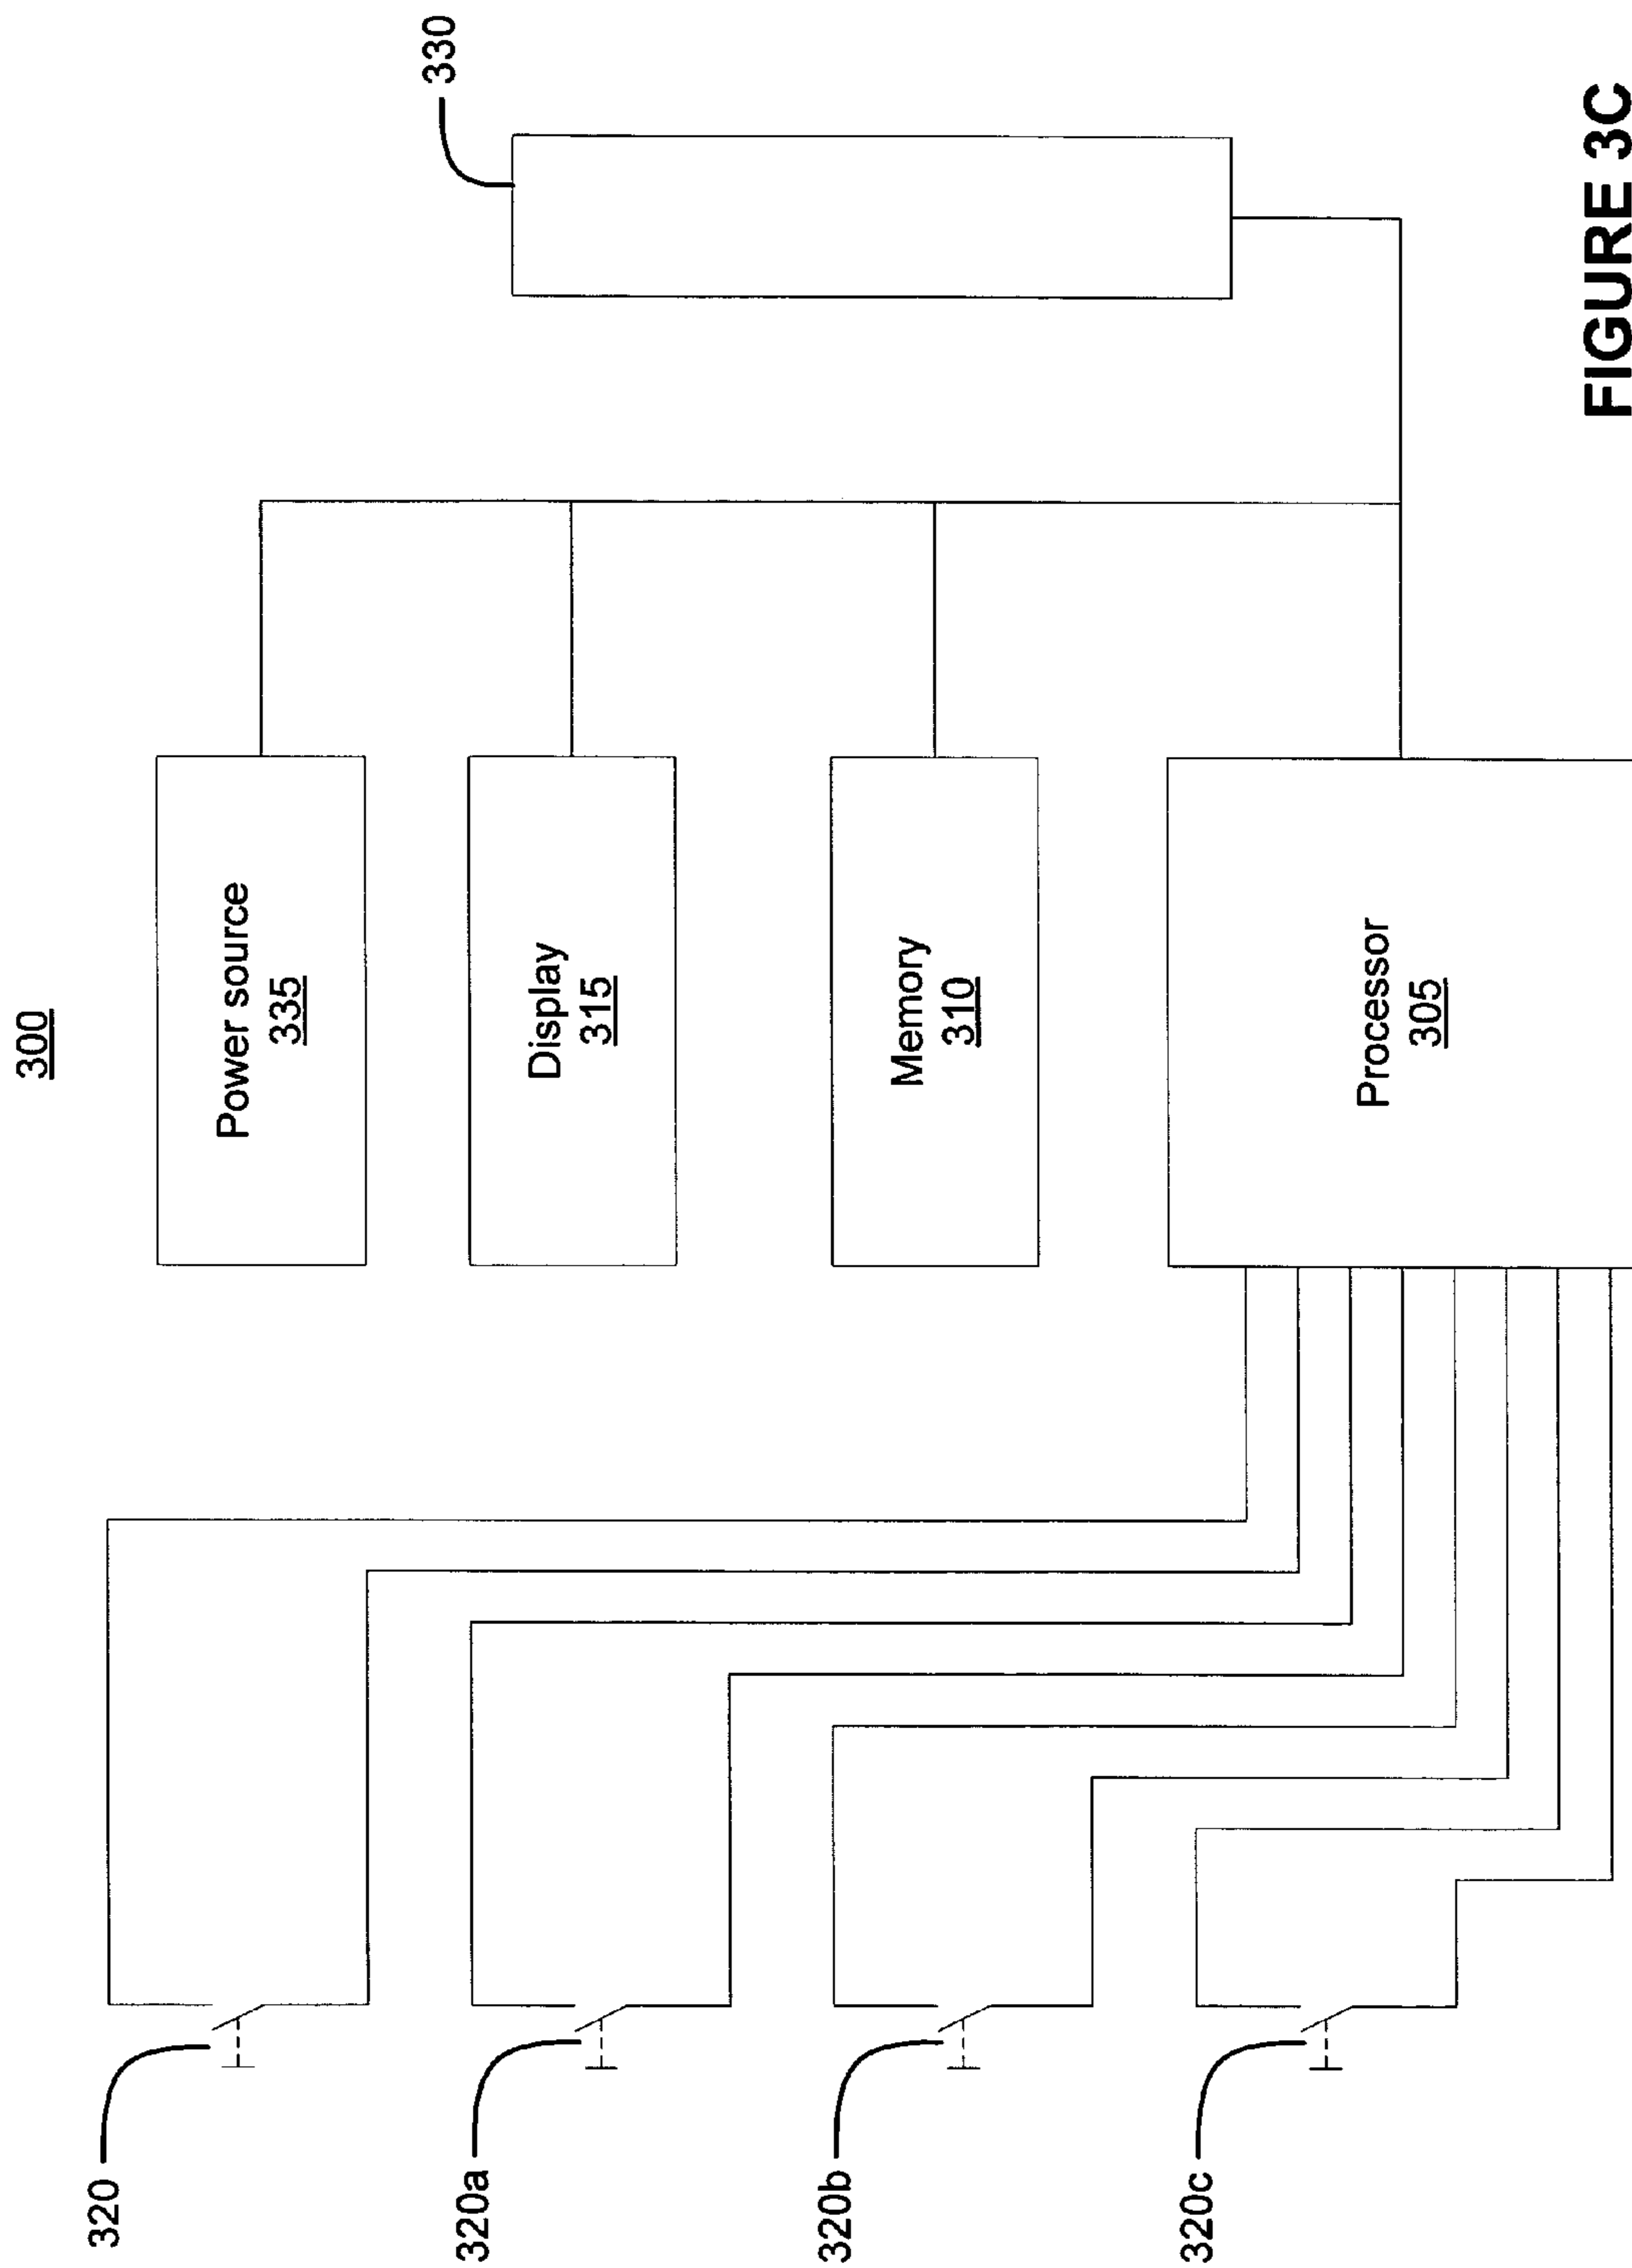 300
320
320a
320b
320c
Power source
335
Display
315
Memory
310
Processor
305
330
FIGURE 3C